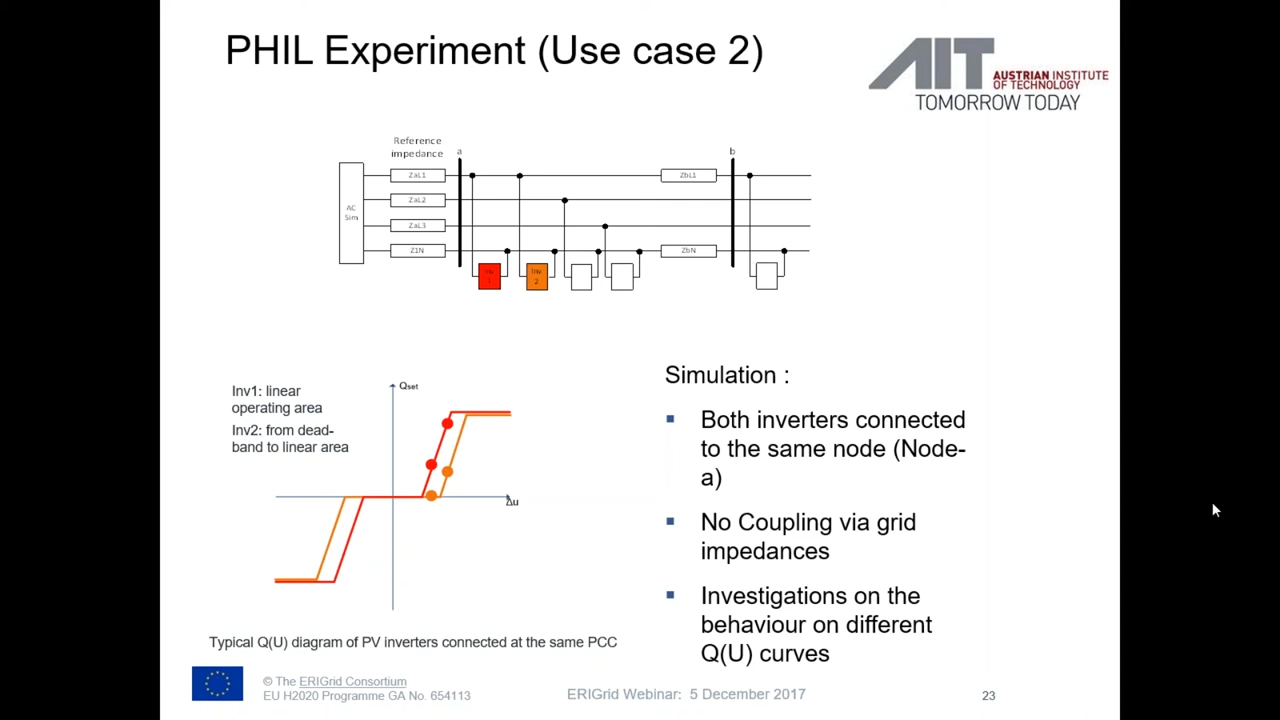 PHIL Experiment (Use case 2)
AIT
AUSTRIAN INSTITUTE
OF TECHNOLOGY
TOMORROW TODAY
Reference
impedance
a
b
AC
Sim
ZaL1
ZbL1
ZaL2
ZaL3
Z1N
ZbN
Inv
Inv
2
Inv1: linear
operating area
Inv2: from dead-
band to linear area
Qset
Δu
Typical Q(U) diagram of PV inverters connected at the same PCC
Simulation :
Both inverters connected
to the same node (Node-
a)
No Coupling via grid
impedances
Investigations on the
behaviour on different
Q(U) curves
© The ERIGrid Consortium
EU H2020 Programme GA No. 654113
ERIGrid Webinar: 5 December 2017
23